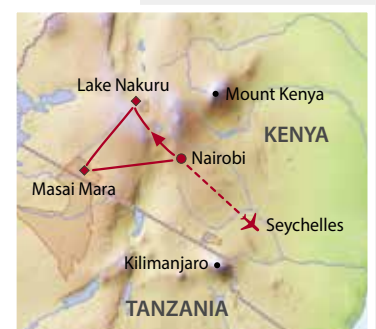 Lake Nakuru
Mount Kenya
KENYA
Nairobi
Masai Mara
Seychelles
Kilimanjaro
TANZANIA